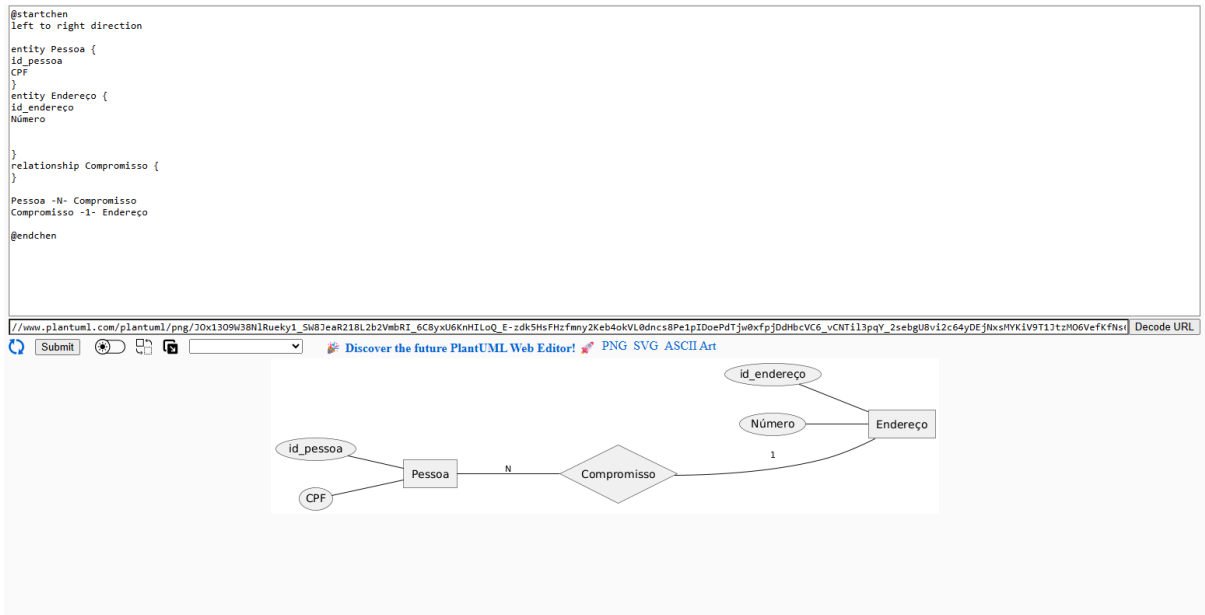 @startchen
left to right direction
entity Pessoa {
id_pessoa
CPF
}
entity Endereço {
id_endereço
Número
}
relationship Compromisso {
}
Pessoa -N- Compromisso
Compromisso -1- Endereço
@endchen
Decode URL
Submit
Discover the future PlantUML Web Editor!
PNG SVG ASCII Art
id_endereço
Número
Endereço
1
id_pessoa
Pessoa
N
Compromisso
CPF